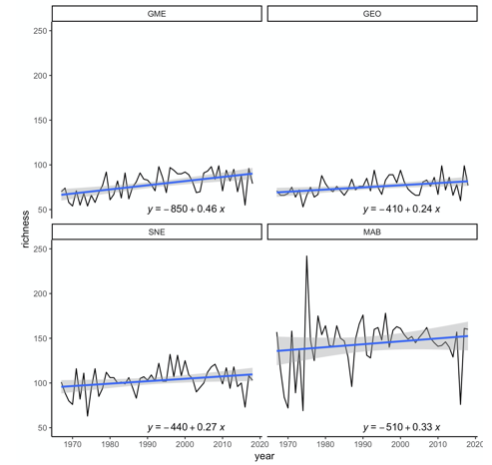 GME GEO
250
200
150
100
50
y = −850 + 0.46 x y = −410 + 0.24 x
richness
SNE MAB
250
200
150
100
50
y = −440 + 0.27 x y = −510 + 0.33 x
1970 1980 1990 2000 2010 2020 1970 1980 1990 2000 2010 2020
year